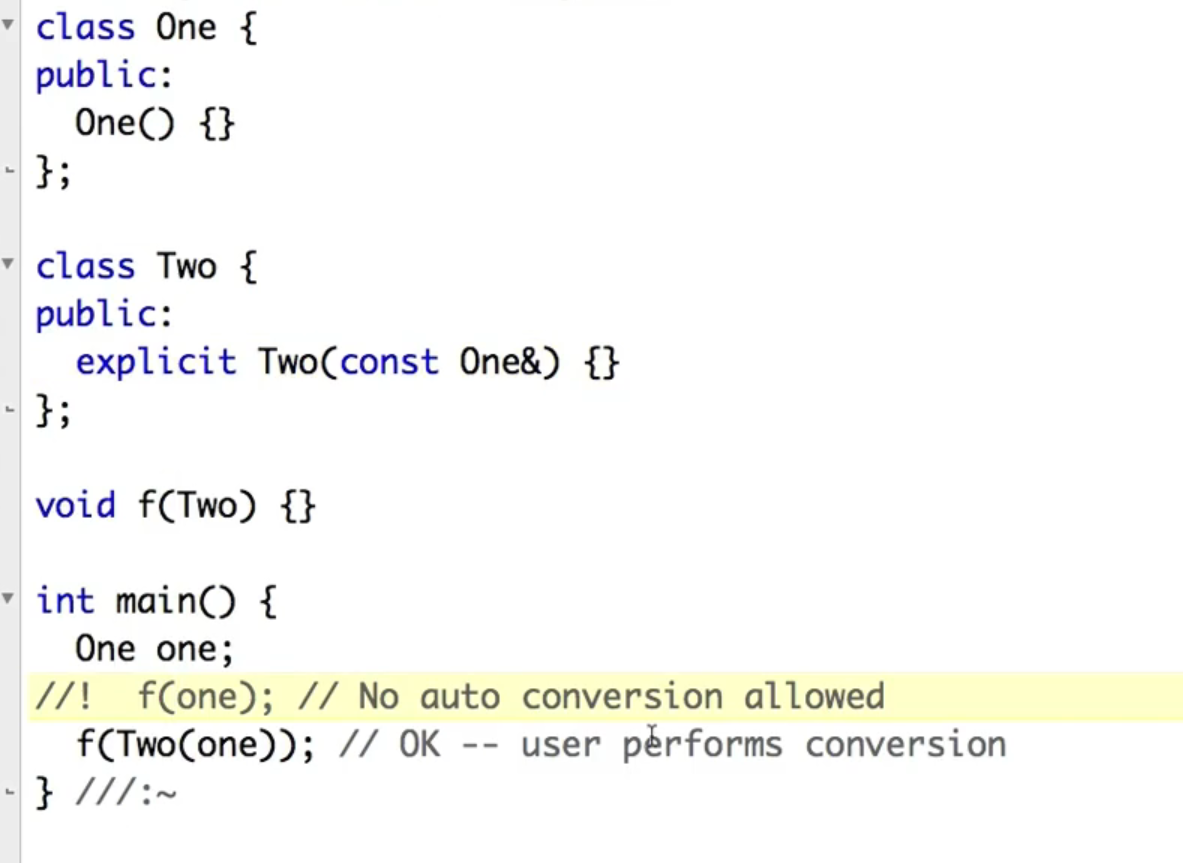 class One {
public:
  One() {}
};

class Two {
public:
  explicit Two(const One&) {}
};

void f(Two) {}

int main() {
  One one;
//!  f(one); // No auto conversion allowed
  f(Two(one)); // OK -- user performs conversion
} ///:~